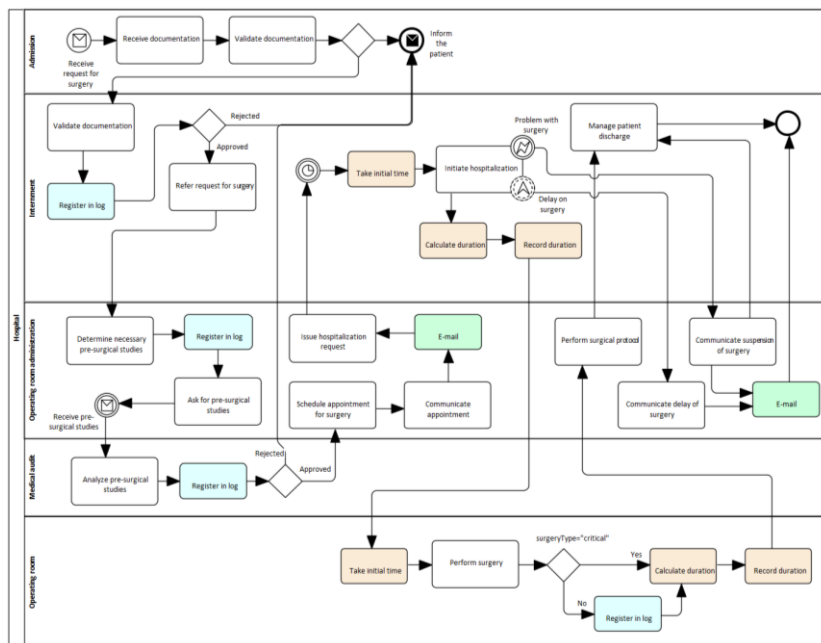 Hospital
Admission
Receive
request for
surgery
Receive documentation
Validate documentation
Inform
the
patient
Internment
Validate documentation
Register in log
Rejected
Approved
Refer request for surgery
Take initial time
Initiate hospitalization
Problem with
surgery
Delay on
surgery
Calculate duration
Record duration
Manage patient
discharge
Operating room administration
Determine necessary
pre-surgical studies
Register in log
Ask for pre-surgical
studies
Receive pre-
surgical studies
Issue hospitalization
request
E-mail
Schedule appointment
for surgery
Communicate
appointment
Perform surgical protocol
Communicate suspension
of surgery
Communicate delay of
surgery
E-mail
Medical audit
Analyze pre-surgical
studies
Register in log
Rejected
Approved
Operating room
Take initial time
Perform surgery
surgeryType="critical"
Yes
No
Register in log
Calculate duration
Record duration